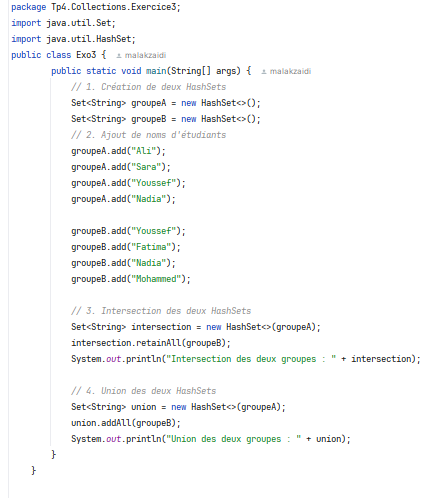 package Tp4.Collections.Exercice3;
import java.util.Set;
import java.util.HashSet;
public class Exo3 { malakzaidi
public static void main(String[] args) { malakzaidi
// 1. Création de deux HashSets
Set<String> groupeA = new HashSet<>();
Set<String> groupeB = new HashSet<>();
// 2. Ajout de noms d'étudiants
groupeA.add("Ali");
groupeA.add("Sara");
groupeA.add("Youssef");
groupeA.add("Nadia");
groupeB.add("Youssef");
groupeB.add("Fatima");
groupeB.add("Nadia");
groupeB.add("Mohammed");
// 3. Intersection des deux HashSets
Set<String> intersection = new HashSet<>(groupeA);
intersection.retainAll(groupeB);
System.out.println("Intersection des deux groupes : " + intersection);
// 4. Union des deux HashSets
Set<String> union = new HashSet<>(groupeA);
union.addAll(groupeB);
System.out.println("Union des deux groupes : " + union);
}
}